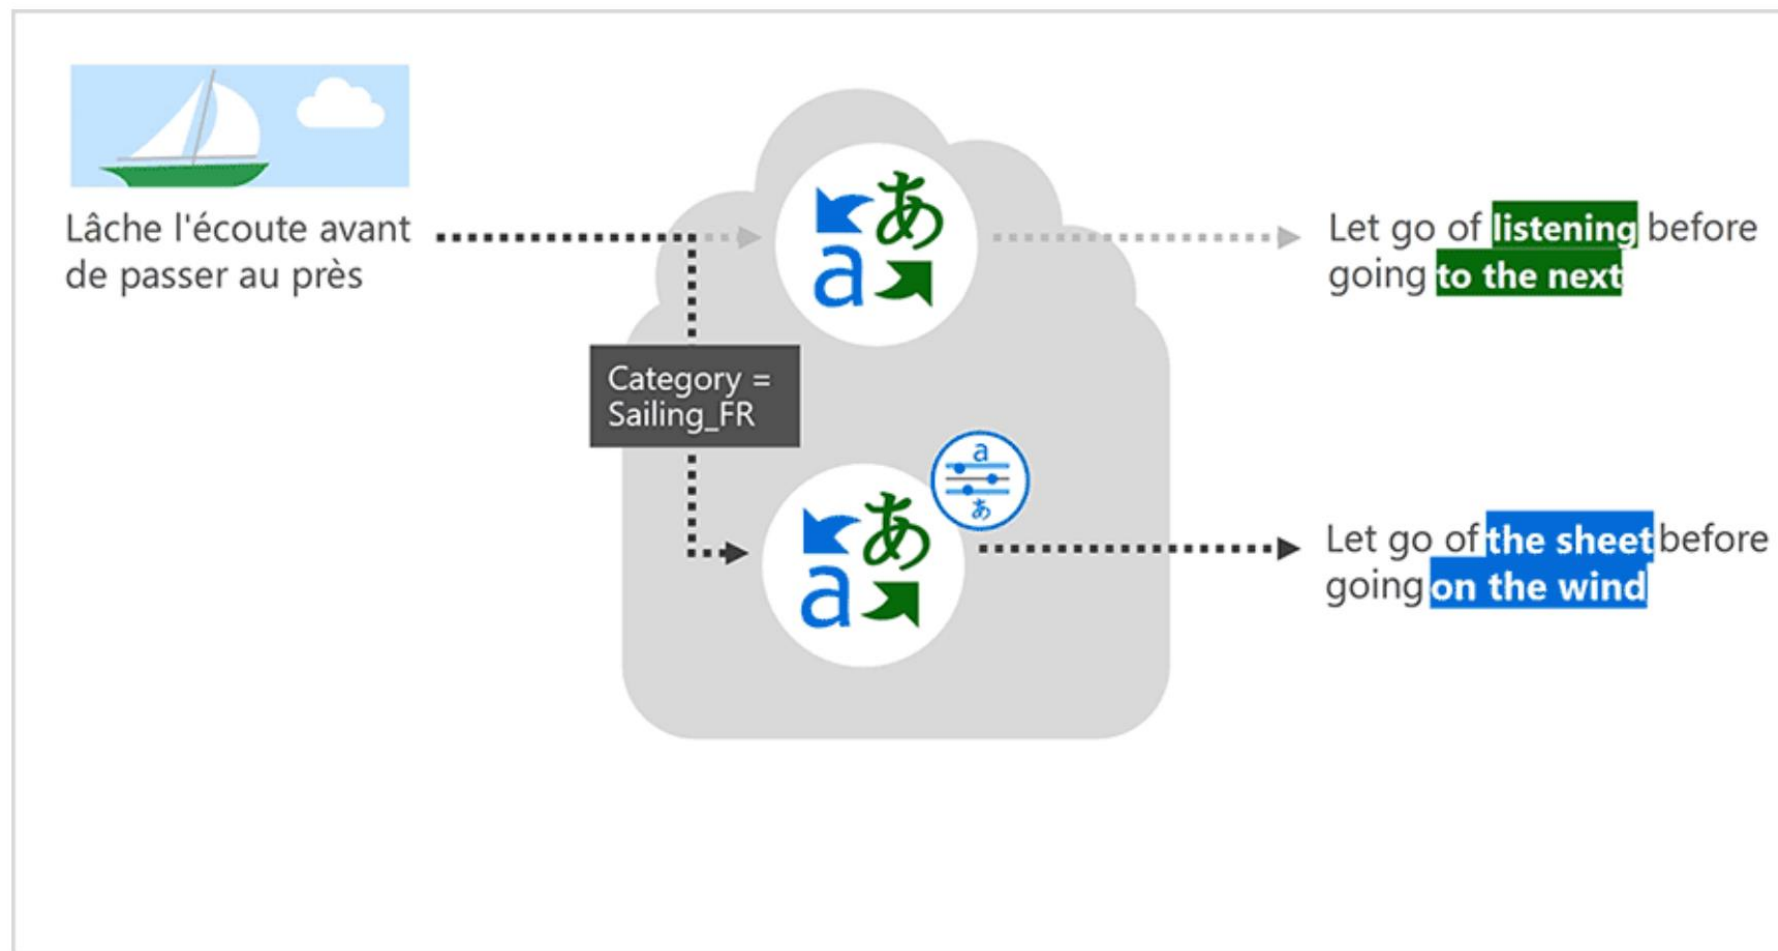 Lâche l'écoute avant
de passer au près
あ
a
Let go of listening before
going to the next
Category =
Sailing_FR
a
あ
あ
a
Let go of the sheet before
going on the wind